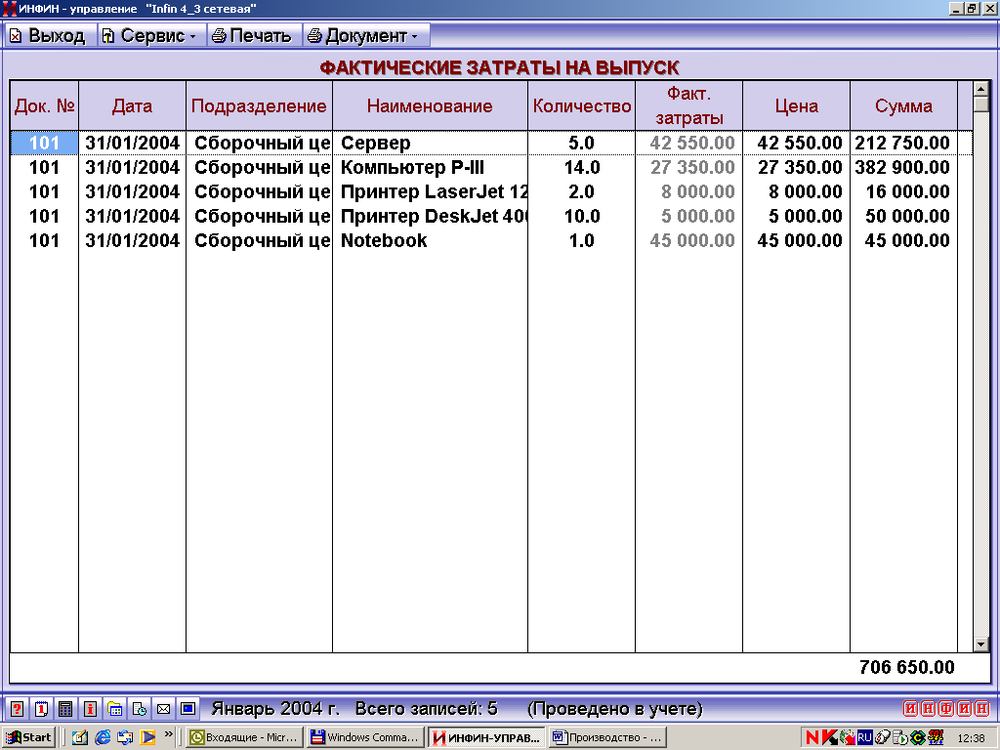 ИНФИН - управление "Infin 4_3 сетевая"
Выход Сервис Печать Документ
ФАКТИЧЕСКИЕ ЗАТРАТЫ НА ВЫПУСК
Док. № Дата Подразделение Наименование Количество Факт. затраты Цена Сумма
101 31/01/2004 Сборочный це Сервер 5.0 42 550.00 42 550.00 212 750.00
101 31/01/2004 Сборочный це Компьютер P-III 14.0 27 350.00 27 350.00 382 900.00
101 31/01/2004 Сборочный це Принтер LaserJet 12 2.0 8 000.00 8 000.00 16 000.00
101 31/01/2004 Сборочный це Принтер DeskJet 400 10.0 5 000.00 5 000.00 50 000.00
101 31/01/2004 Сборочный це Notebook 1.0 45 000.00 45 000.00 45 000.00
706 650.00
Январь 2004 г. Всего записей: 5 (Проведено в учете) ИНФИН
Start » Входящие - Micr... Windows Comma... ИНФИН-УПРАВ... Производство - ... RU 12:38